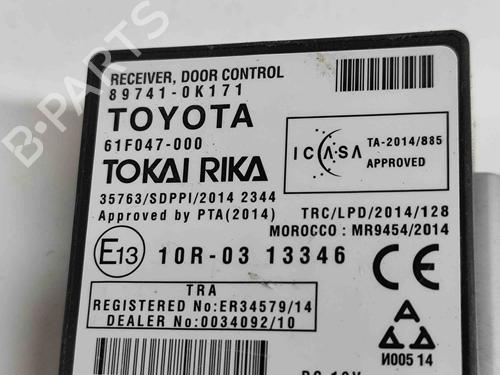 B-PARTS
RECEIVER, DOOR CONTROL
89741-0K171
TOYOTA
61F047-000
TOKAI RIKA
ICASA
TA-2014/885
APPROVED
35763/SDPPI/2014 2344
Approved by PTA(2014)
TRC/LPD/2014/128
MOROCCO : MR9454/2014
E13
10R-03 13346
CE
TRA
REGISTERED No:ER34579/14
DEALER No:0034092/10
И005 14